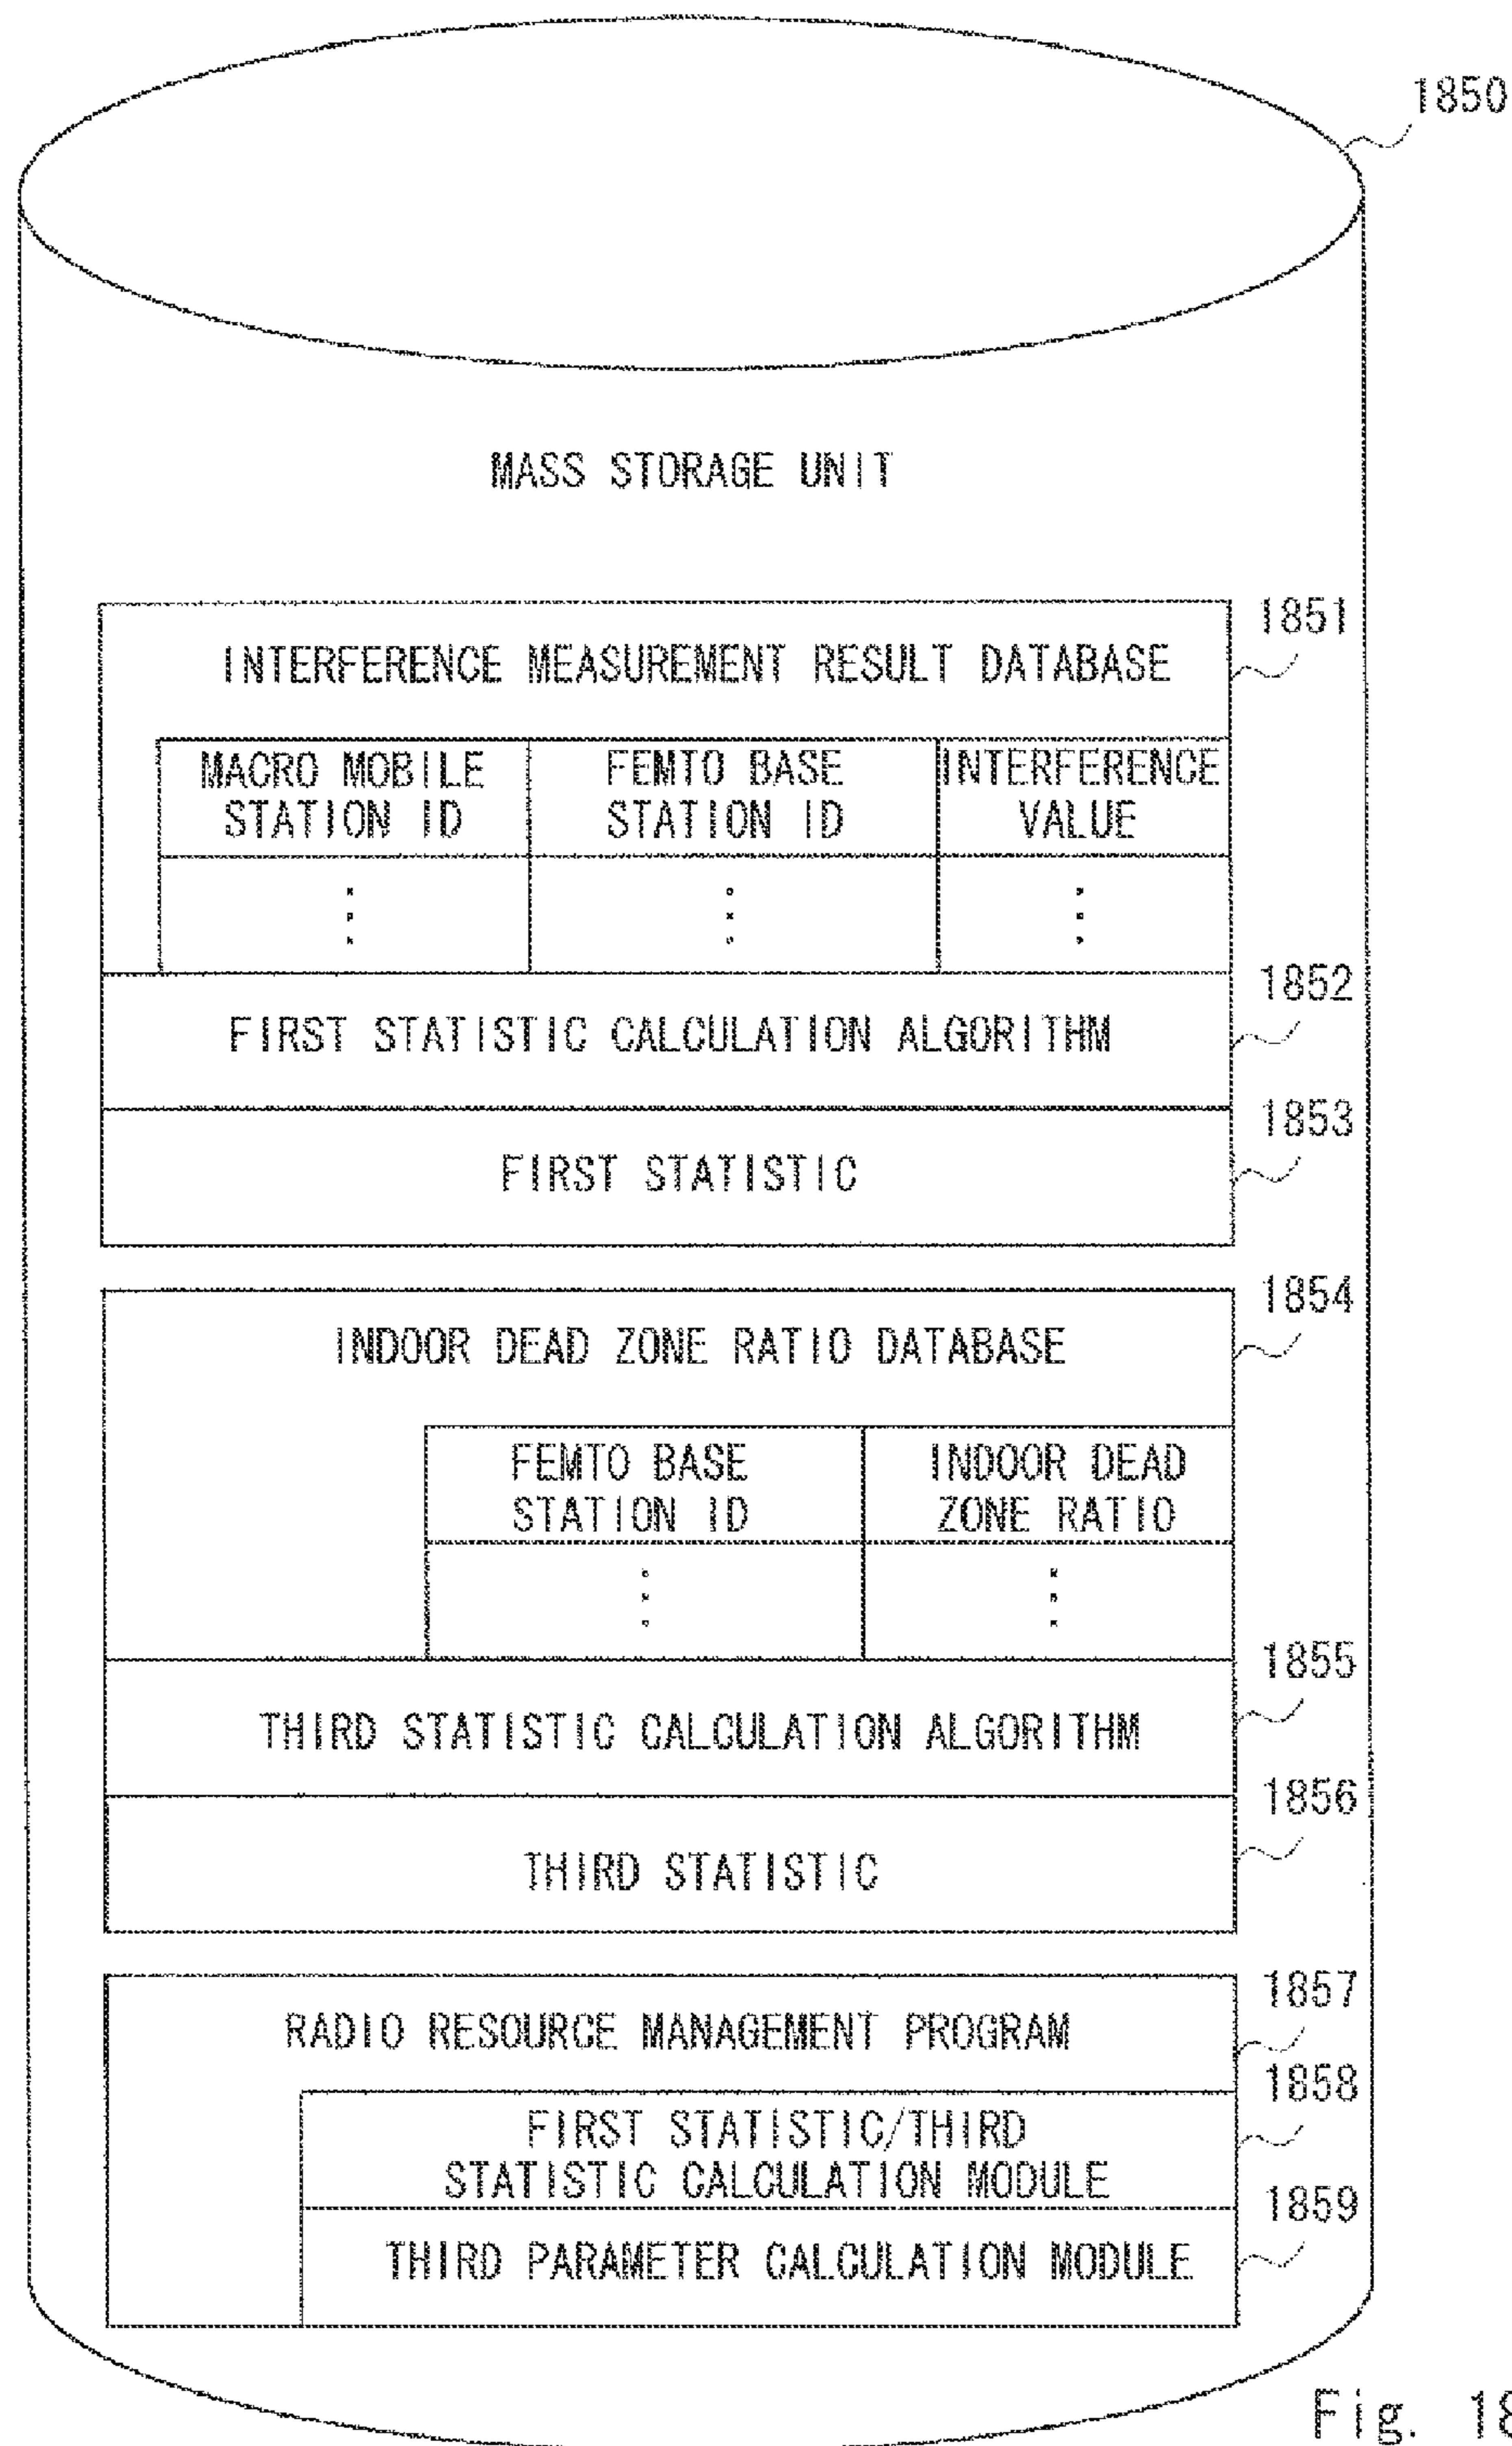 1850
MASS STORAGE UNIT
1851
INTERFERENCE MEASUREMENT RESULT DATABASE
MACRO MOBILE
STATION ID
FEMTO BASE
STATION ID
INTERFERENCE
VALUE
1852
FIRST STATISTIC CALCULATION ALGORITHM
1853
FIRST STATISTIC
1854
INDOOR DEAD ZONE RATIO DATABASE
FEMTO BASE
STATION ID
INDOOR DEAD
ZONE RATIO
1855
THIRD STATISTIC CALCULATION ALGORITHM
1856
THIRD STATISTIC
1857
RADIO RESOURCE MANAGEMENT PROGRAM
1858
FIRST STATISTIC/THIRD
STATISTIC CALCULATION MODULE
1859
THIRD PARAMETER CALCULATION MODULE
Fig. 18